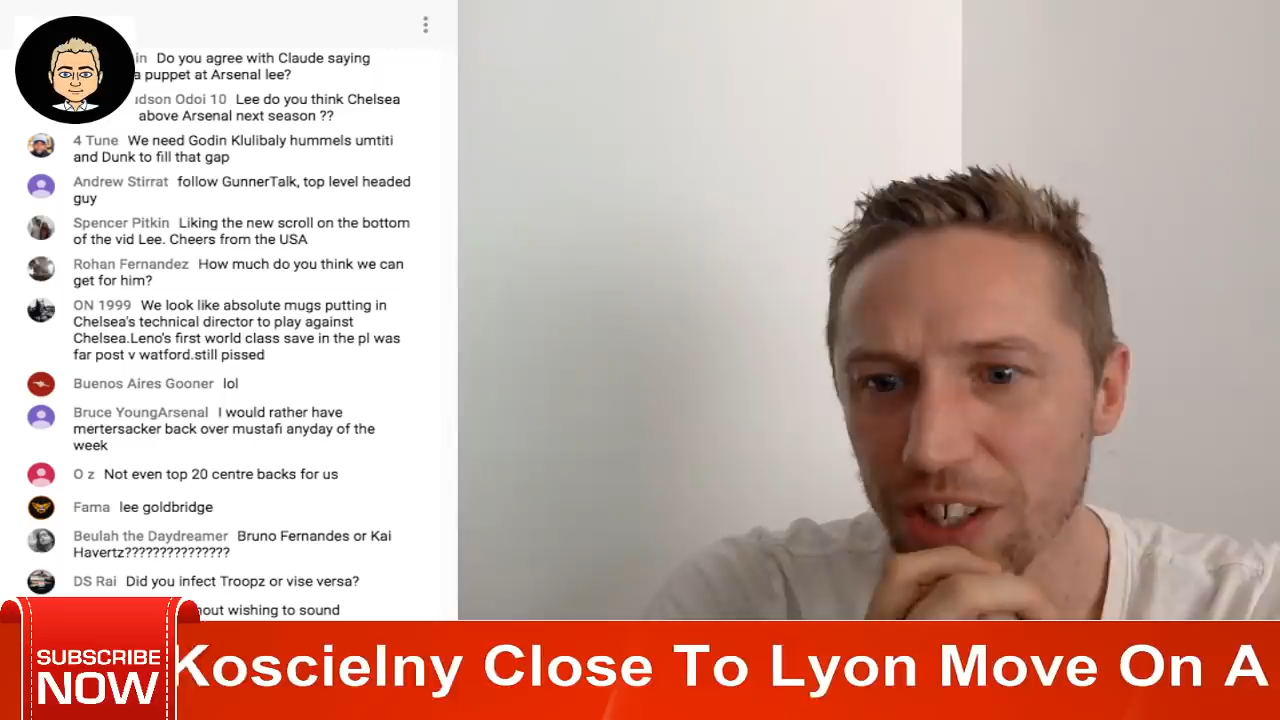 in Do you agree with Claude saying
a puppet at Arsenal lee?
udson Odoi 10 Lee do you think Chelsea
above Arsenal next season ??
4 Tune We need Godin Klulibaly hummels umtiti
and Dunk to fill that gap
Andrew Stirrat follow GunnerTalk, top level headed
guy
Spencer Pitkin Liking the new scroll on the bottom
of the vid Lee. Cheers from the USA
Rohan Fernandez How much do you think we can
get for him?
ON 1999 We look like absolute mugs putting in
Chelsea's technical director to play against
Chelsea.Leno's first world class save in the pl was
far post v watford.still pissed
Buenos Aires Gooner lol
Bruce YoungArsenal I would rather have
mertersacker back over mustafi anyday of the
week
O z Not even top 20 centre backs for us
Fama lee goldbridge
Beulah the Daydreamer Bruno Fernandes or Kai
Havertz???????????????
DS Rai Did you infect Troopz or vise versa?
hout wishing to sound
SUBSCRIBE
NOW
Koscielny Close To Lyon Move On A